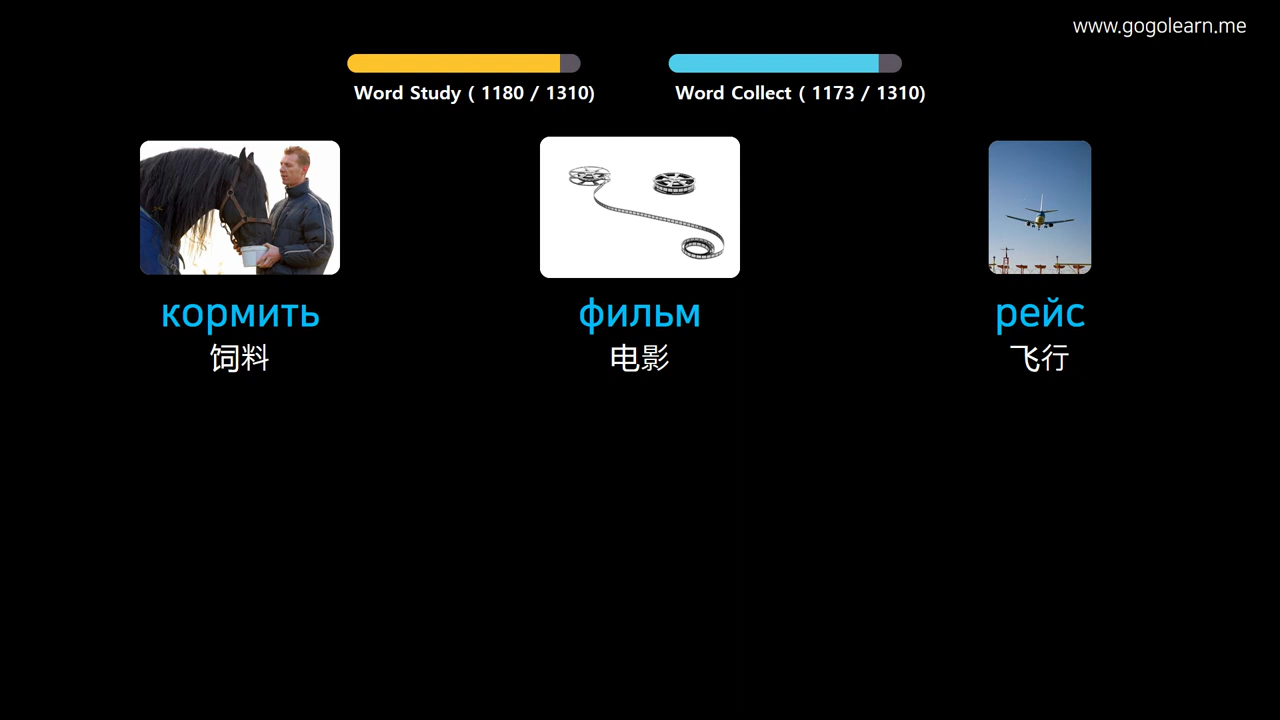 www.gogolearn.me
Word Study ( 1180 / 1310)
Word Collect ( 1173 / 1310)
кормить
фильм
рейс
饲料
电影
飞行